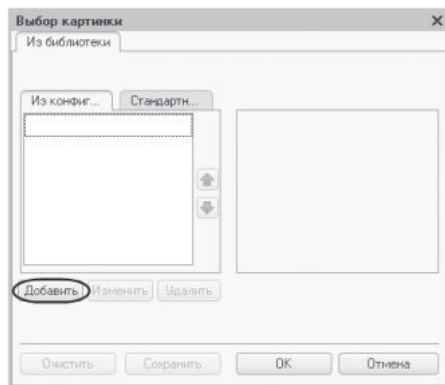 Выбор картинки
Из библиотеки
Из конфиг... Стандартн...
Добавить Изменить Удалить
Очистить Сохранить OK Отмена